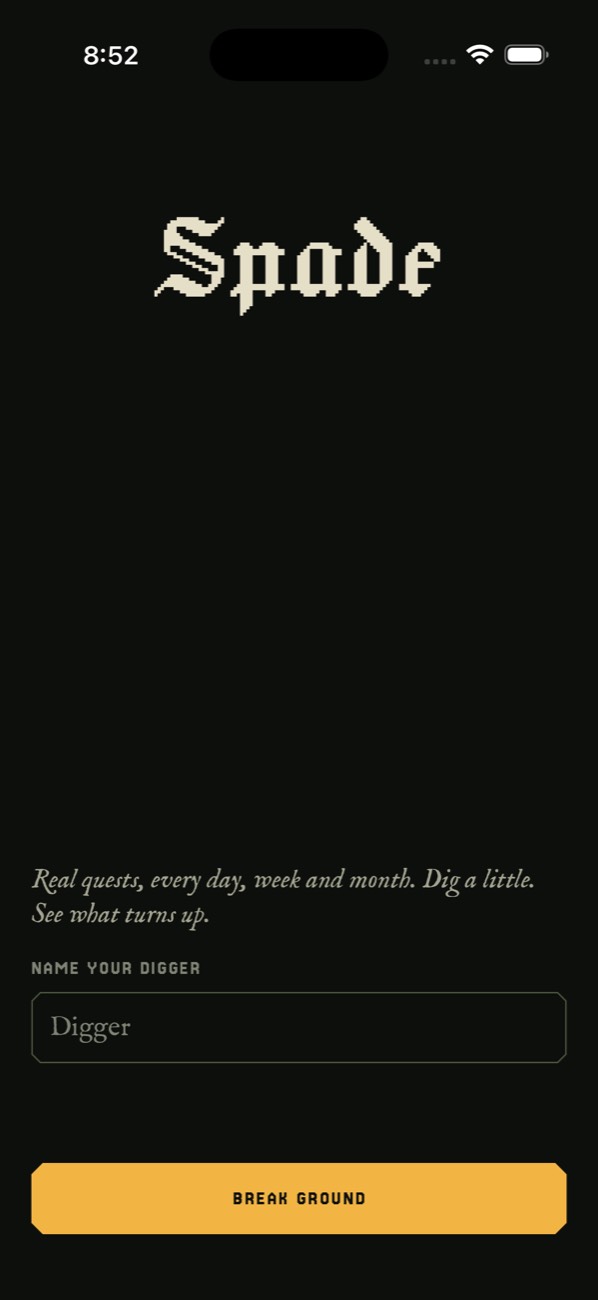 8:52
Spade
Real quests, every day, week and month. Dig a little.
See what turns up.
NAME YOUR DIGGER
Digger
BREAK GROUND